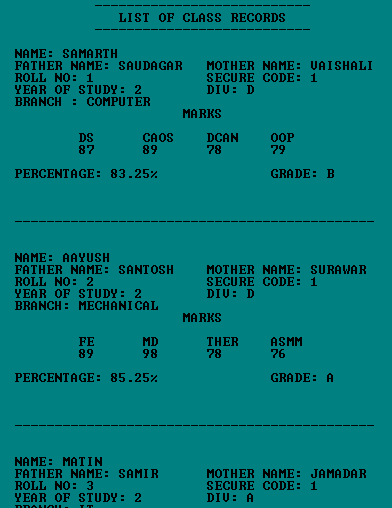 LIST OF CLASS RECORDS
NAME: SAMARTH
FATHER NAME: SAUDAGAR MOTHER NAME: VAISHALI
ROLL NO: 1 SECURE CODE: 1
YEAR OF STUDY: 2 DIV: D
BRANCH : COMPUTER
MARKS
DS CAOS DCAN OOP
87 89 78 79
PERCENTAGE: 83.25% GRADE: B
NAME: AAYUSH
FATHER NAME: SANTOSH MOTHER NAME: SURAWAR
ROLL NO: 2 SECURE CODE: 1
YEAR OF STUDY: 2 DIV: D
BRANCH: MECHANICAL
MARKS
FE MD THER ASMM
89 98 78 76
PERCENTAGE: 85.25% GRADE: A
NAME: MATIN
FATHER NAME: SAMIR MOTHER NAME: JAMADAR
ROLL NO: 3 SECURE CODE: 1
YEAR OF STUDY: 2 DIV: A